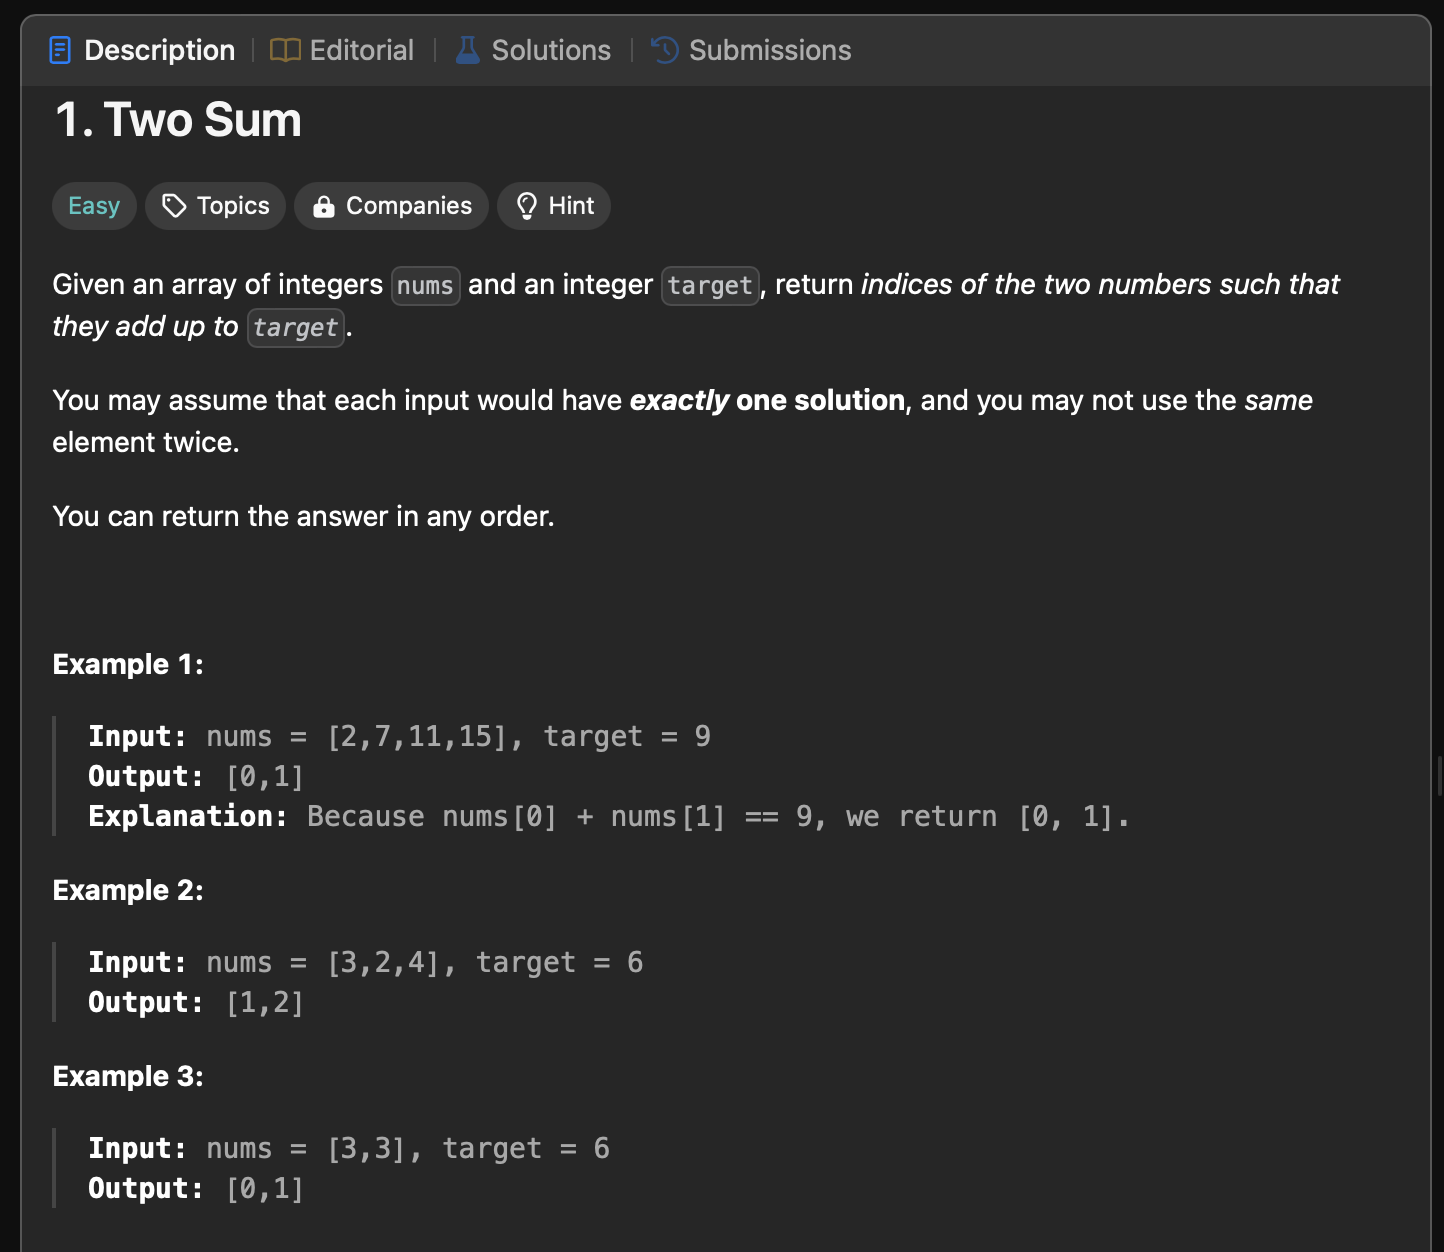 Description Editorial Solutions Submissions
1. Two Sum
Easy Topics Companies Hint
Given an array of integers nums and an integer target, return indices of the two numbers such that
they add up to target.
You may assume that each input would have exactly one solution, and you may not use the same
element twice.
You can return the answer in any order.
Example 1:
Input: nums = [2,7,11,15], target = 9
Output: [0,1]
Explanation: Because nums[0] + nums[1] == 9, we return [0, 1].
Example 2:
Input: nums = [3,2,4], target = 6
Output: [1,2]
Example 3:
Input: nums = [3,3], target = 6
Output: [0,1]